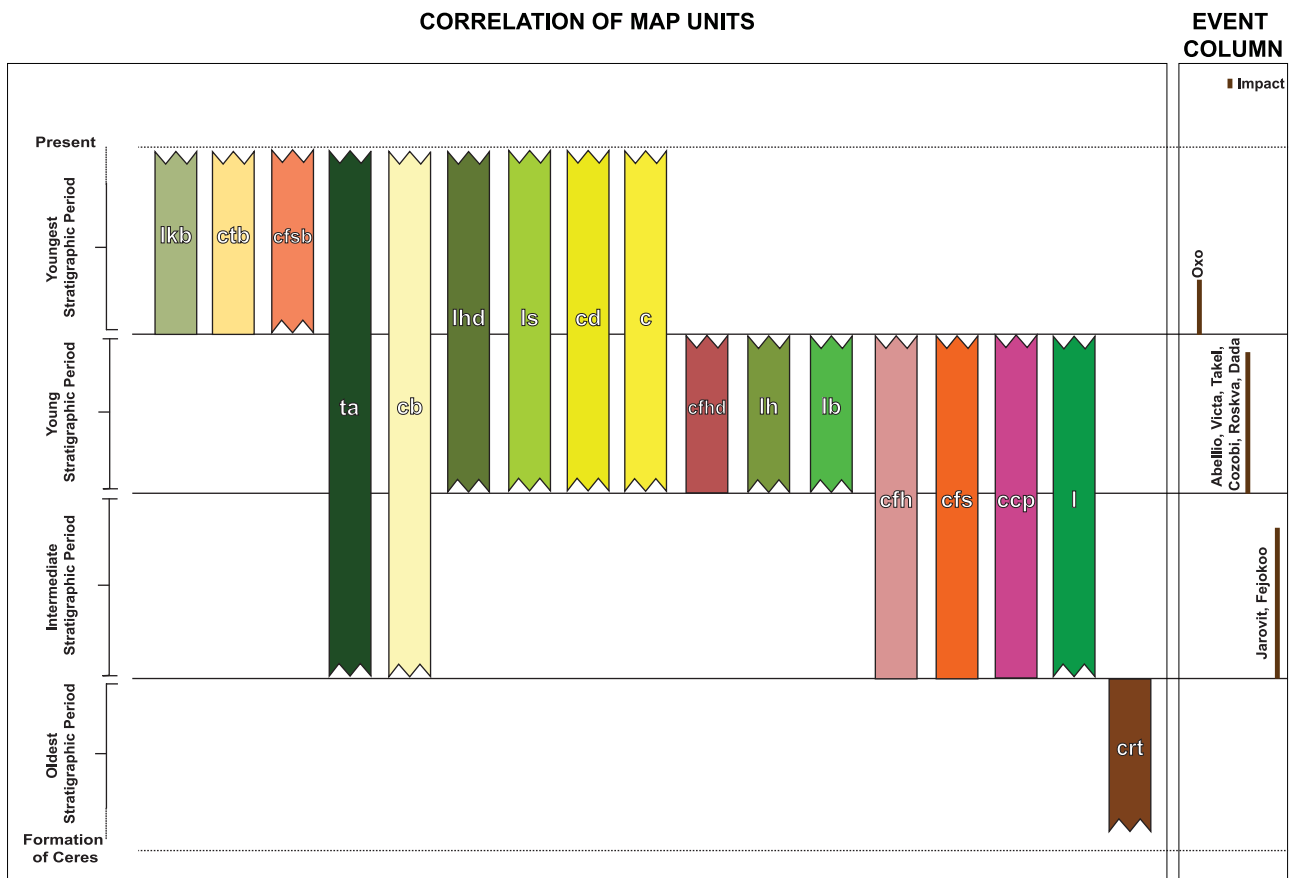 CORRELATION OF MAP UNITS
EVENT
COLUMN
Impact
Present
Youngest
Stratigraphic Period
lkb
ctb
cfsb
ta
cb
lhd
ls
cd
c
Oxo
Young
Stratigraphic Period
cfhd
lh
lb
cfh
cfs
ccp
l
Abellio, Victa, Takel,
Cozobi, Roskva, Dada
Intermediate
Stratigraphic Period
Jarovit, Fejokoo
Oldest
Stratigraphic Period
crt
Formation
of Ceres